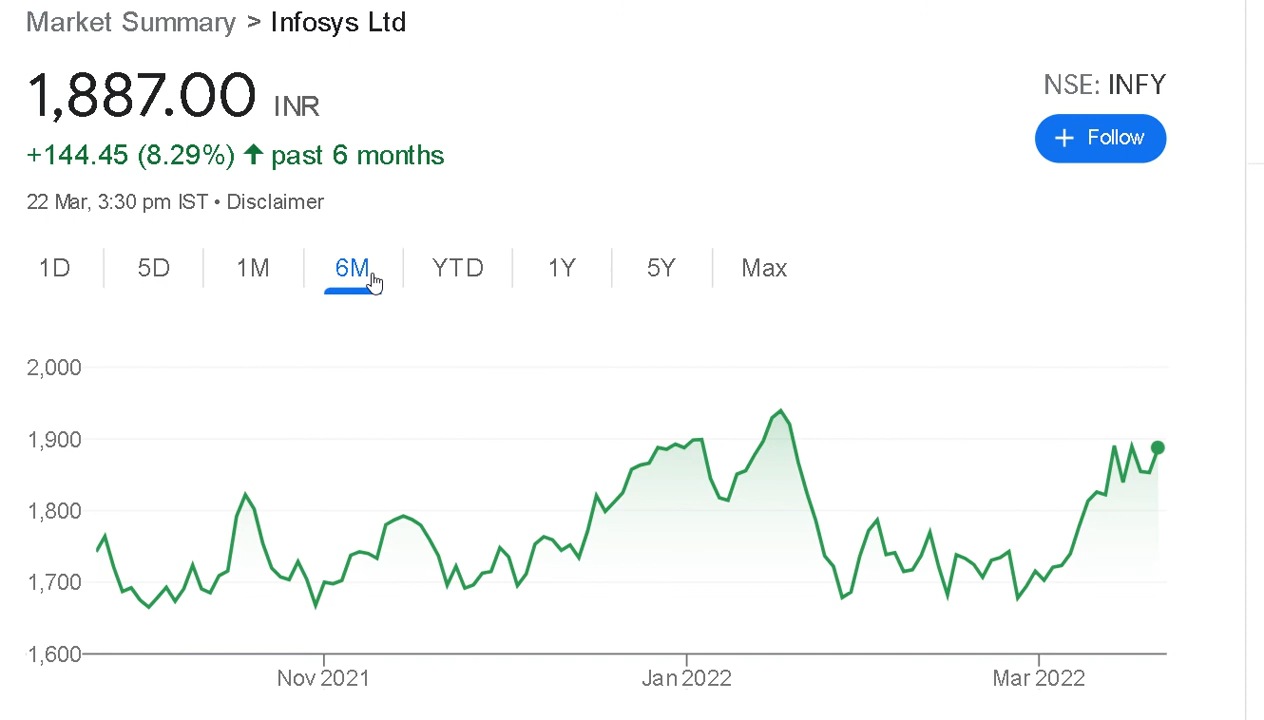 Market Summary > Infosys Ltd
1,887.00 INR
NSE: INFY
+144.45 (8.29%) ↑ past 6 months
+ Follow
22 Mar, 3:30 pm IST • Disclaimer
1D 5D 1M 6M YTD 1Y 5Y Max
2,000
1,900
1,800
1,700
1,600
Nov 2021 Jan 2022 Mar 2022